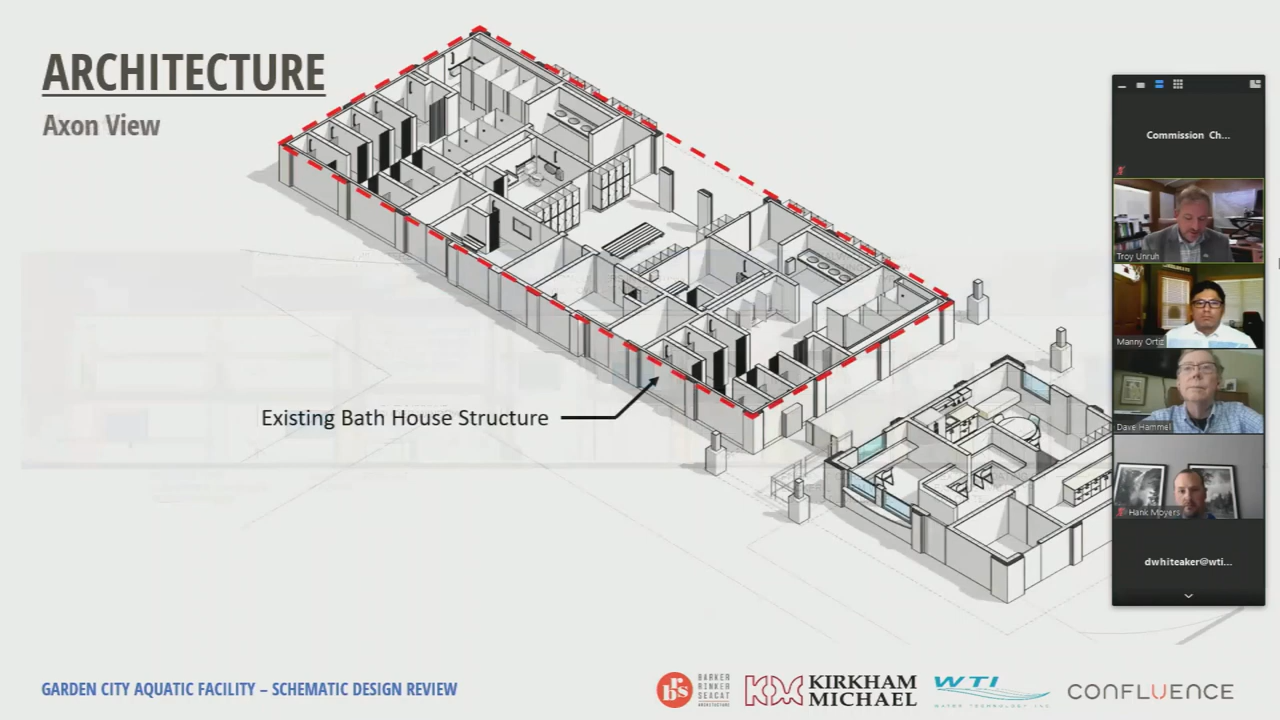 ARCHITECTURE
Axon View
Existing Bath House Structure
Commission Ch...
Troy Unruh
Manny Ortiz
Dave Hammel
Hank Moyers
dwhiteaker@wti...
GARDEN CITY AQUATIC FACILITY – SCHEMATIC DESIGN REVIEW
brs
BARKER
RINKER
SEACAT
ARCHITECTURE
KIRKHAM
MICHAEL
WTI
WATER TECHNOLOGY INC
CONFLUENCE